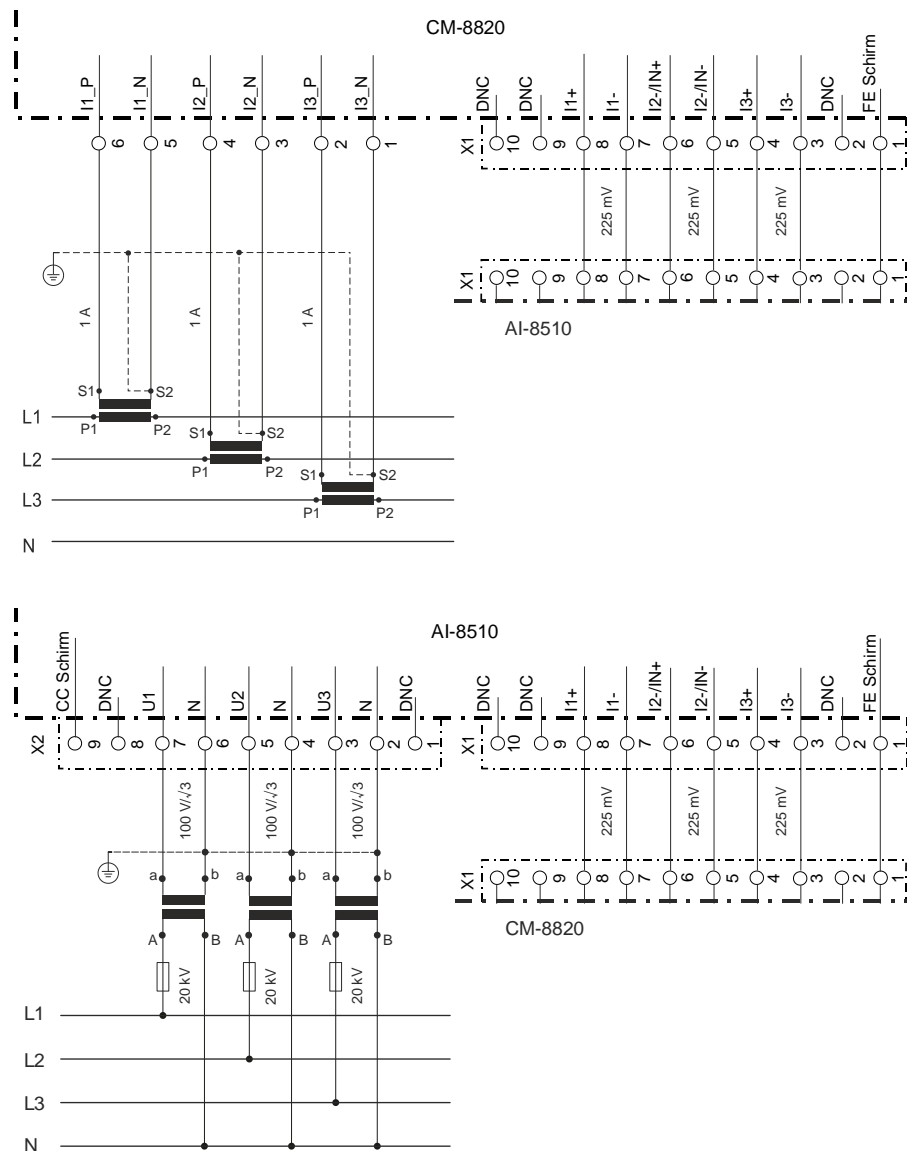 CM-8820
I1_P I1_N I2_P I2_N I3_P I3_N
DNC DNC I1+ I1- I2-/IN+ I2-/IN- I3+ I3- DNC FE Schirm
6 5 4 3 2 1
X1 10 9 8 7 6 5 4 3 2 1
225 mV 225 mV 225 mV
X1 10 9 8 7 6 5 4 3 2 1
AI-8510
1 A 1 A 1 A
S1 S2
L1 P1 P2
S1 S2
L2 P1 P2
S1 S2
L3 P1 P2
N
AI-8510
CC Schirm DNC U1 N U2 N U3 N DNC
DNC DNC I1+ I1- I2-/IN+ I2-/IN- I3+ I3- DNC FE Schirm
X2 9 8 7 6 5 4 3 2 1
X1 10 9 8 7 6 5 4 3 2 1
100 V/√3 100 V/√3 100 V/√3
225 mV 225 mV 225 mV
a b a b a b
X1 10 9 8 7 6 5 4 3 2 1
CM-8820
A B A B A B
20 kV 20 kV 20 kV
L1
L2
L3
N